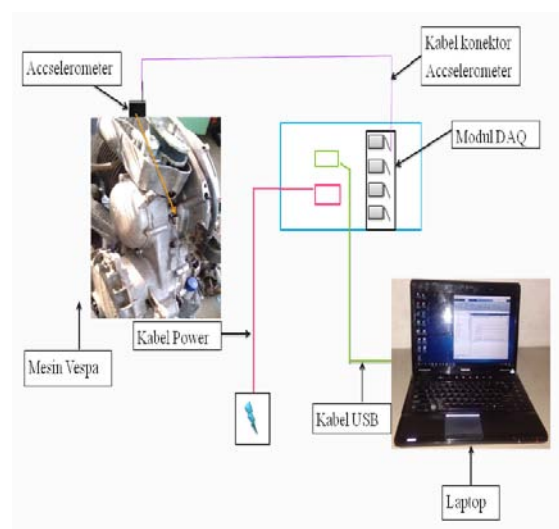 Accselerometer
Kabel konektor
Accselerometer
Modul DAQ
Kabel Power
Mesin Vespa
Kabel USB
Laptop